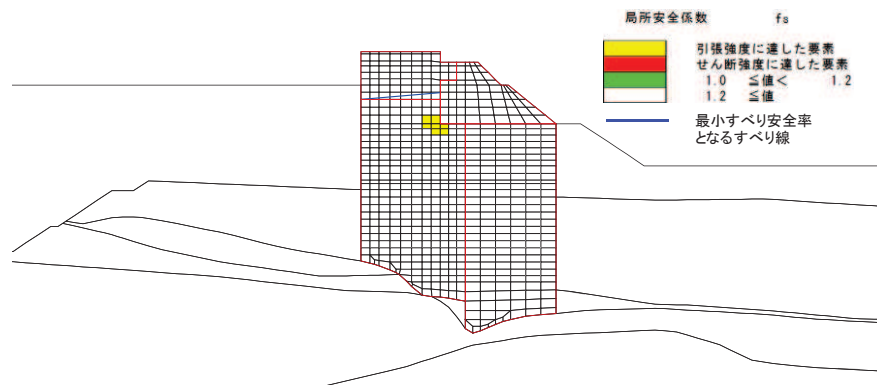 局所安全係数 fs
引張強度に達した要素
せん断強度に達した要素
1.0 ≦値< 1.2
1.2 ≦値
最小すべり安全率
となるすべり線